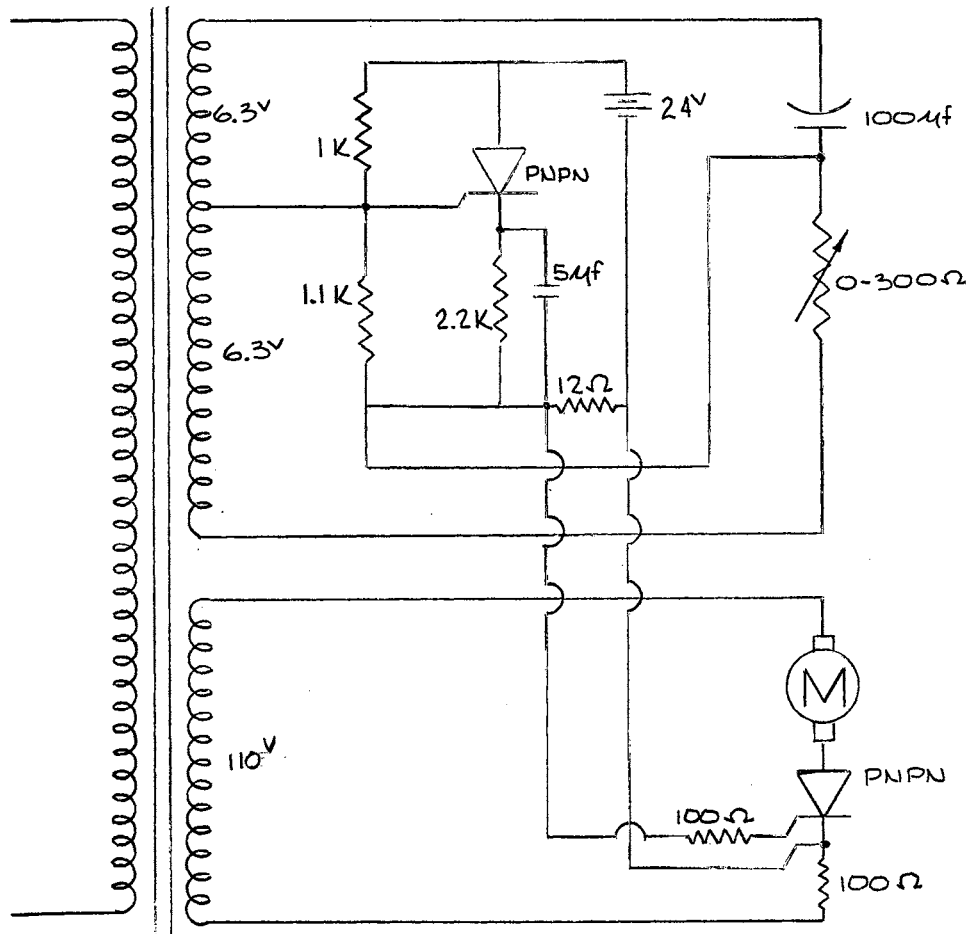 6.3V
1K
24V
100µf
PNPN
1.1K
5µf
0-300Ω
2.2K
6.3V
12Ω
M
110V
PNPN
100Ω
100Ω